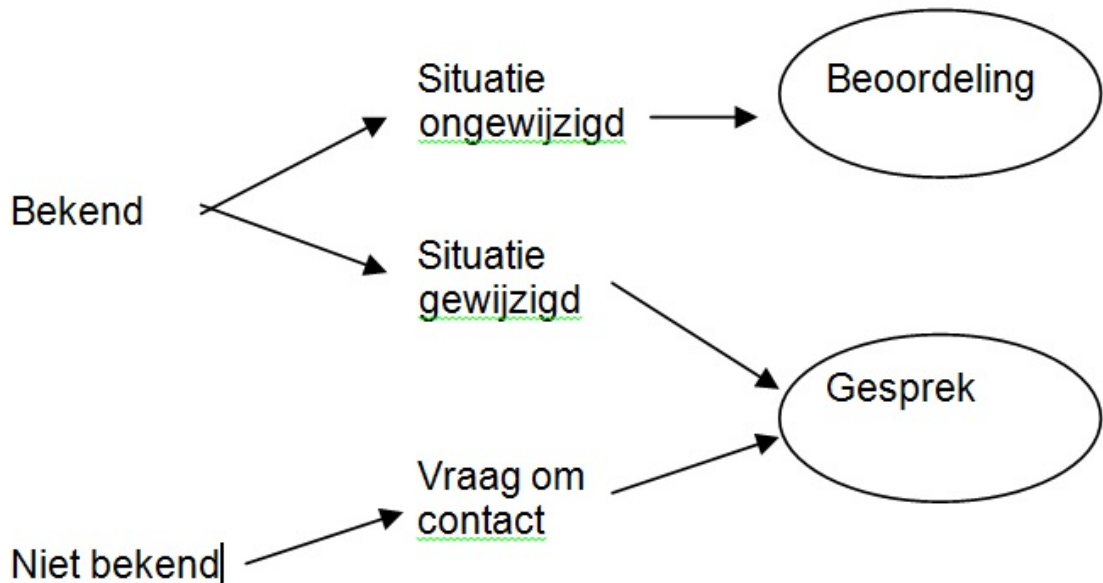 Situatie
ongewijzigd
Beoordeling
Bekend
Situatie
gewijzigd
Gesprek
Vraag om
contact
Niet bekend